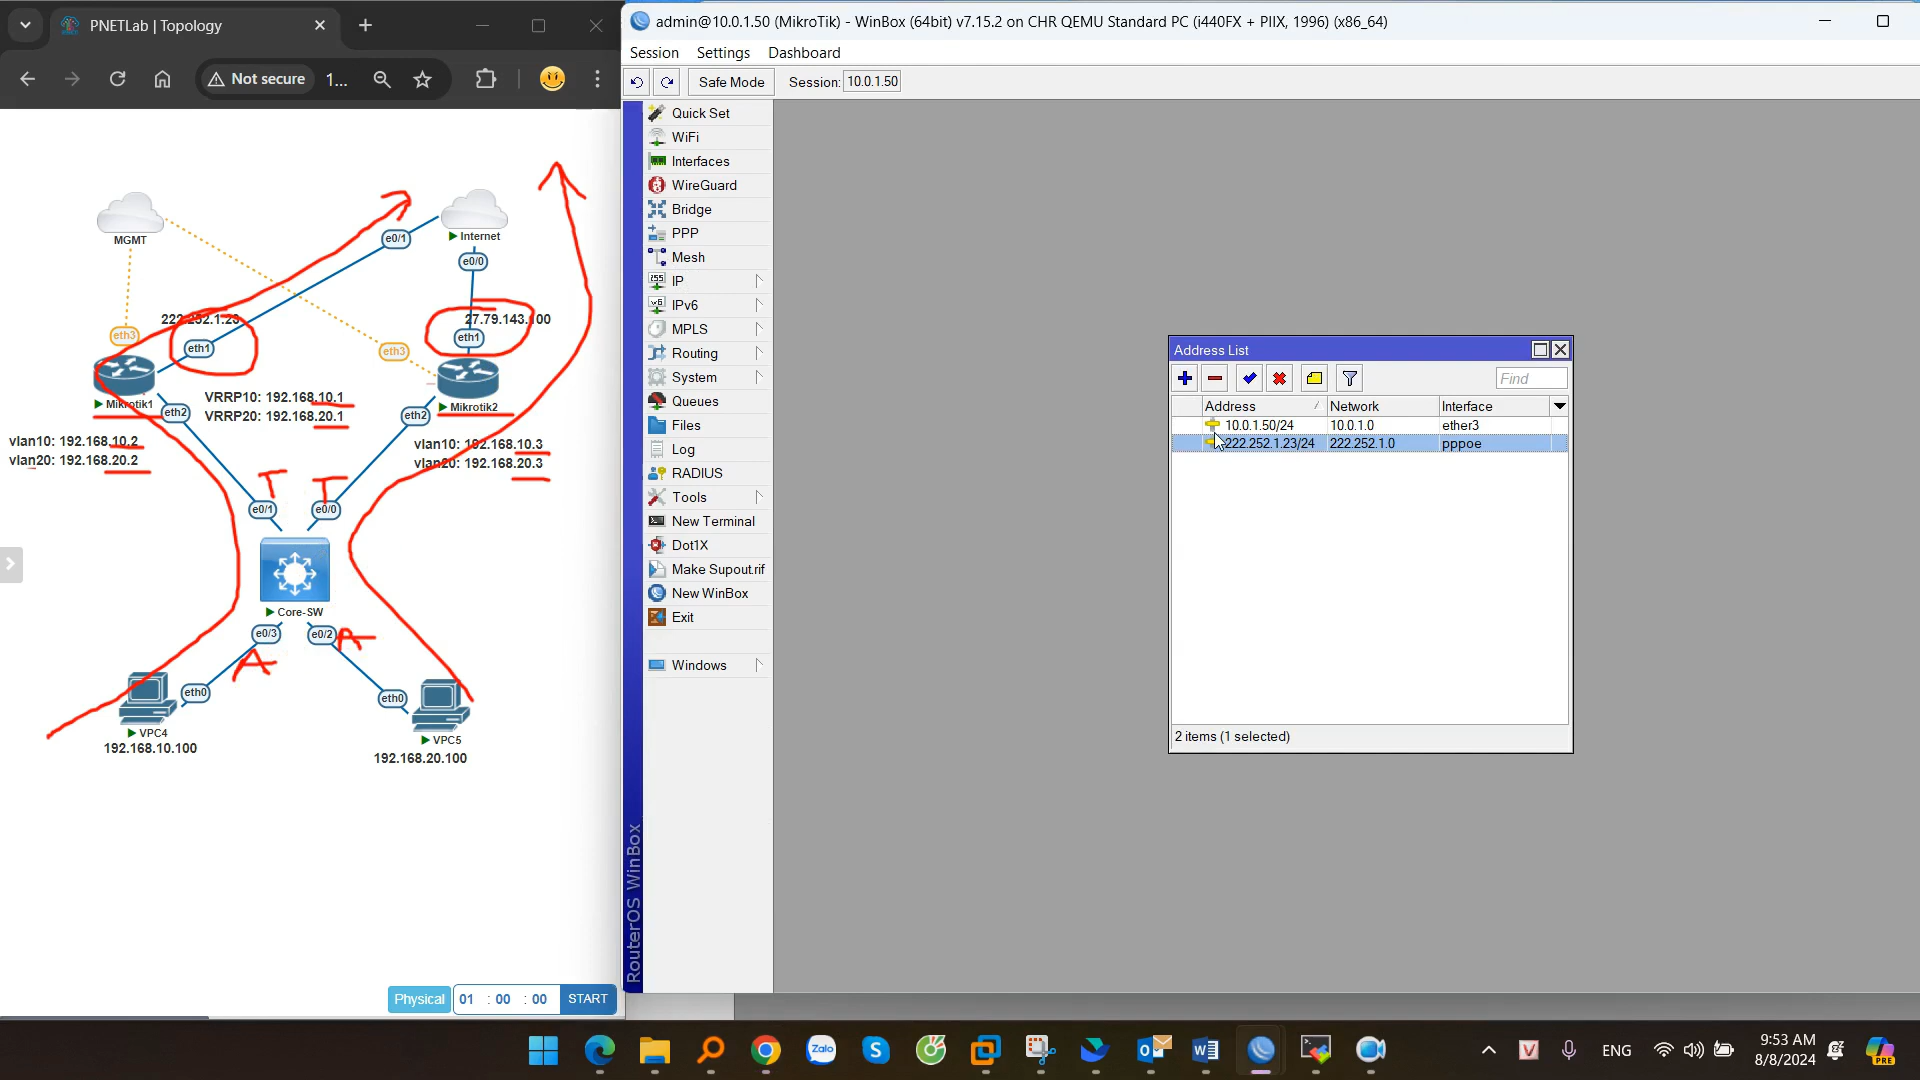 PNETLab | Topology
Not secure
1...
MGMT
Internet
e0/1
e0/0
222.252.1.23
27.79.143.100
eth3
eth1
eth1
eth3
Mikrotik1
Mikrotik2
VRRP10: 192.168.10.1
VRRP20: 192.168.20.1
eth2
eth2
vlan10: 192.168.10.2
vlan20: 192.168.20.2
vlan10: 192.168.10.3
vlan20: 192.168.20.3
T
T
e0/1
e0/0
Core-SW
e0/3
e0/2
A
A
eth0
eth0
VPC4
192.168.10.100
VPC5
192.168.20.100
Physical
01 : 00 : 00
START
admin@10.0.1.50 (MikroTik) - WinBox (64bit) v7.15.2 on CHR QEMU Standard PC (i440FX + PIIX, 1996) (x86_64)
Session Settings Dashboard
Safe Mode
Session: 10.0.1.50
Quick Set
WiFi
Interfaces
WireGuard
Bridge
PPP
Mesh
IP
IPv6
MPLS
Routing
System
Queues
Files
Log
RADIUS
Tools
New Terminal
Dot1X
Make Supout.rif
New WinBox
Exit
Windows
RouterOS WinBox
Address List
Find
Address Network Interface
10.0.1.50/24 10.0.1.0 ether3
222.252.1.23/24 222.252.1.0 pppoe
2 items (1 selected)
Zalo
ENG
9:53 AM
8/8/2024
PRE